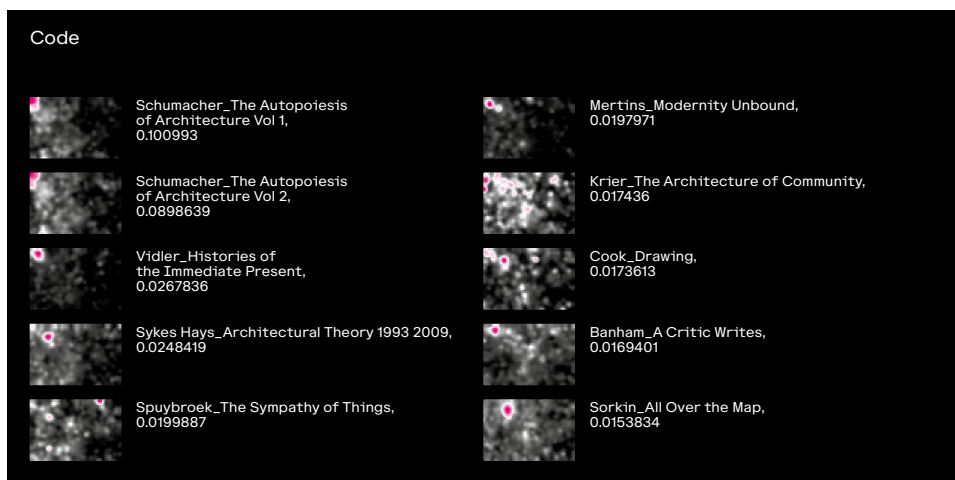 Code
Schumacher_The Autopoiesis
of Architecture Vol 1,
0.100993
Schumacher_The Autopoiesis
of Architecture Vol 2,
0.0898639
Vidler_Histories of
the Immediate Present,
0.0267836
Sykes Hays_Architectural Theory 1993 2009,
0.0248419
Spuybroek_The Sympathy of Things,
0.0199887
Mertins_Modernity Unbound,
0.0197971
Krier_The Architecture of Community,
0.017436
Cook_Drawing,
0.0173613
Banham_A Critic Writes,
0.0169401
Sorkin_All Over the Map,
0.0153834